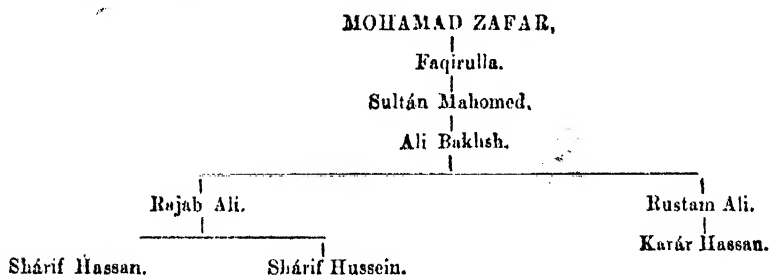 MOHAMAD ZAFAR,
Faqirulla.
Sultán Mahomed.
Ali Bakhsh.
Rajab Ali. Rustam Ali.
Karár Hassan.
Shárif Hassan. Shárif Hussein.